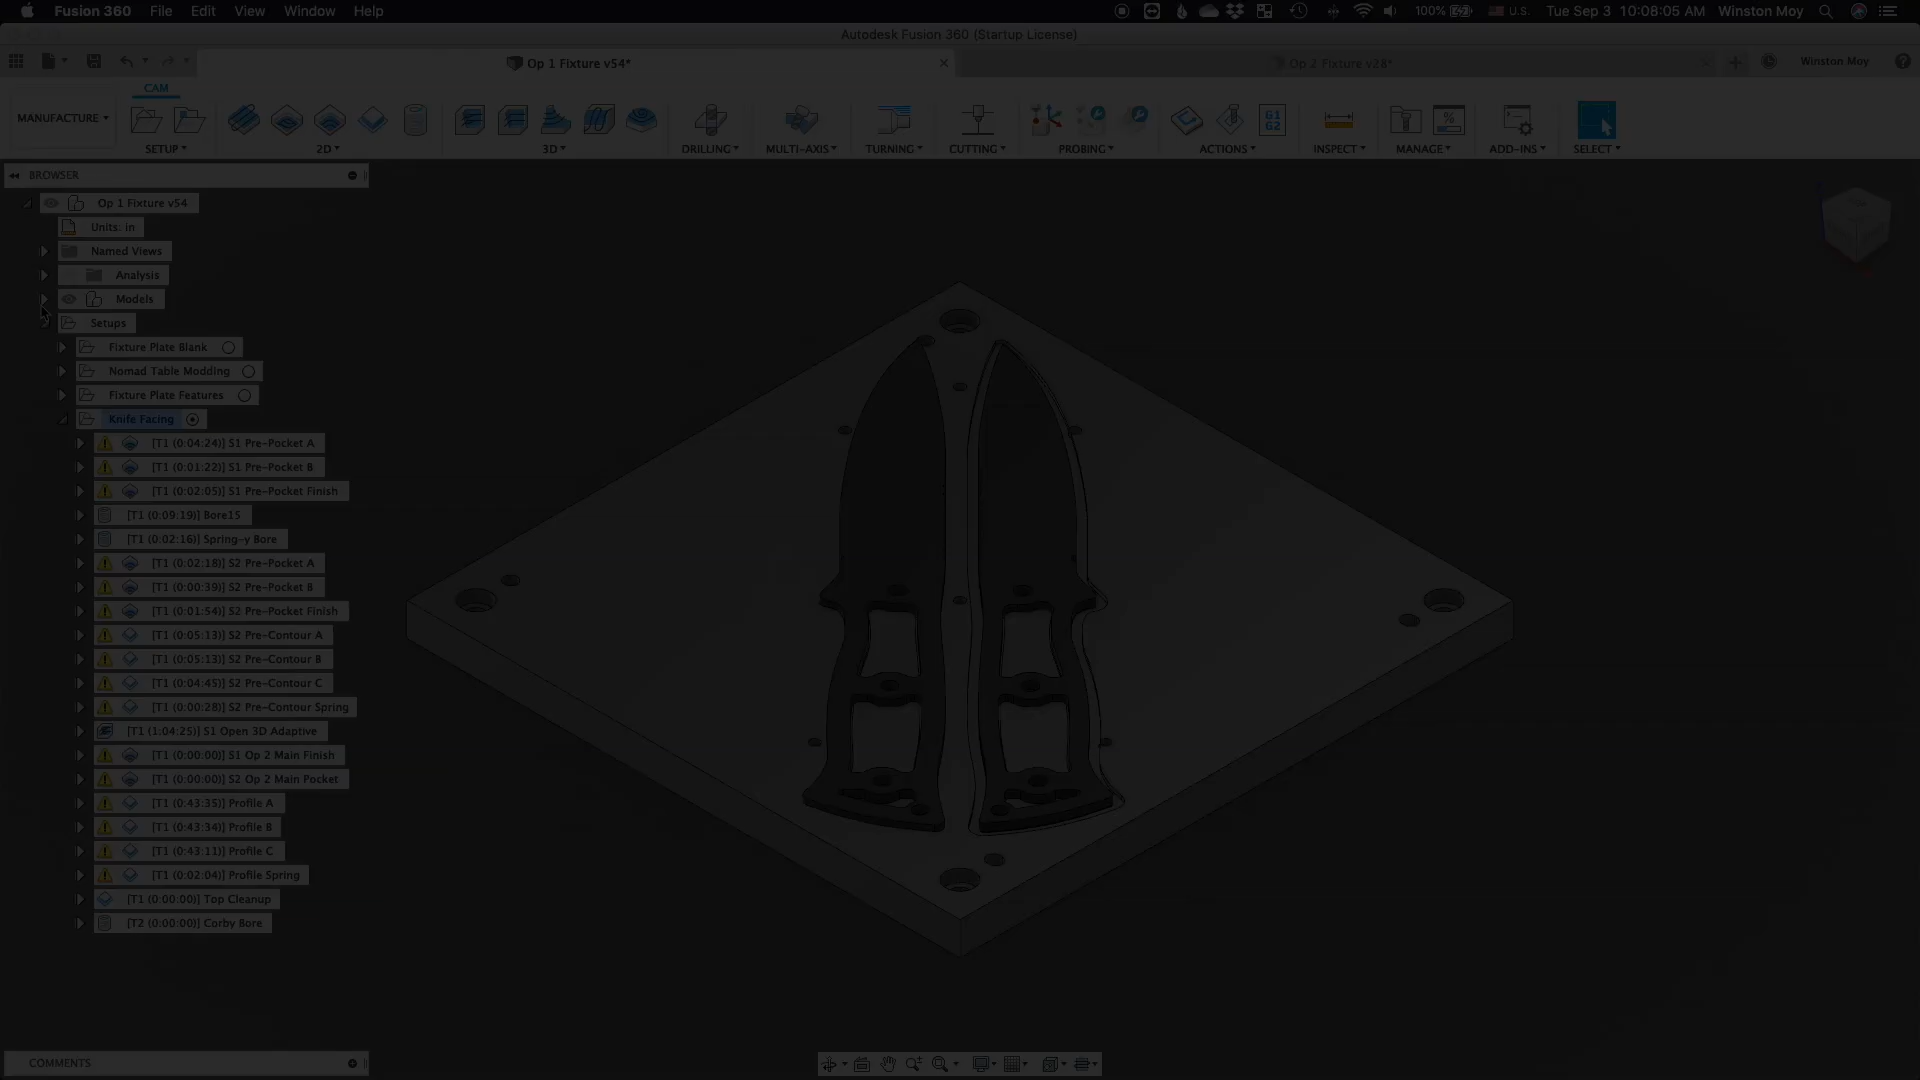 Fusion 360 File Edit View Window Help 100% U.S. Tue Sep 3 10:08:05 AM Winston Moy
Autodesk Fusion 360 (Startup License)
Op 1 Fixture v54* Op 2 Fixture v28* Winston Moy
CAM
MANUFACTURE
G1
G2
%
SETUP 2D 3D DRILLING MULTI-AXIS TURNING CUTTING PROBING ACTIONS INSPECT MANAGE ADD-INS SELECT
BROWSER
Op 1 Fixture v54
Units: in
Named Views
Analysis
Models
Setups
Fixture Plate Blank
Nomad Table Modding
Fixture Plate Features
Knife Facing
[T1 (0:04:24)] S1 Pre-Pocket A
[T1 (0:01:22)] S1 Pre-Pocket B
[T1 (0:02:05)] S1 Pre-Pocket Finish
[T1 (0:09:19)] Bore15
[T1 (0:02:16)] Spring-y Bore
[T1 (0:02:18)] S2 Pre-Pocket A
[T1 (0:00:39)] S2 Pre-Pocket B
[T1 (0:01:54)] S2 Pre-Pocket Finish
[T1 (0:05:13)] S2 Pre-Contour A
[T1 (0:05:13)] S2 Pre-Contour B
[T1 (0:04:45)] S2 Pre-Contour C
[T1 (0:00:28)] S2 Pre-Contour Spring
[T1 (1:04:25)] S1 Open 3D Adaptive
[T1 (0:00:00)] S1 Op 2 Main Finish
[T1 (0:00:00)] S2 Op 2 Main Pocket
[T1 (0:43:35)] Profile A
[T1 (0:43:34)] Profile B
[T1 (0:43:11)] Profile C
[T1 (0:02:04)] Profile Spring
[T1 (0:00:00)] Top Cleanup
[T2 (0:00:00)] Corby Bore
COMMENTS